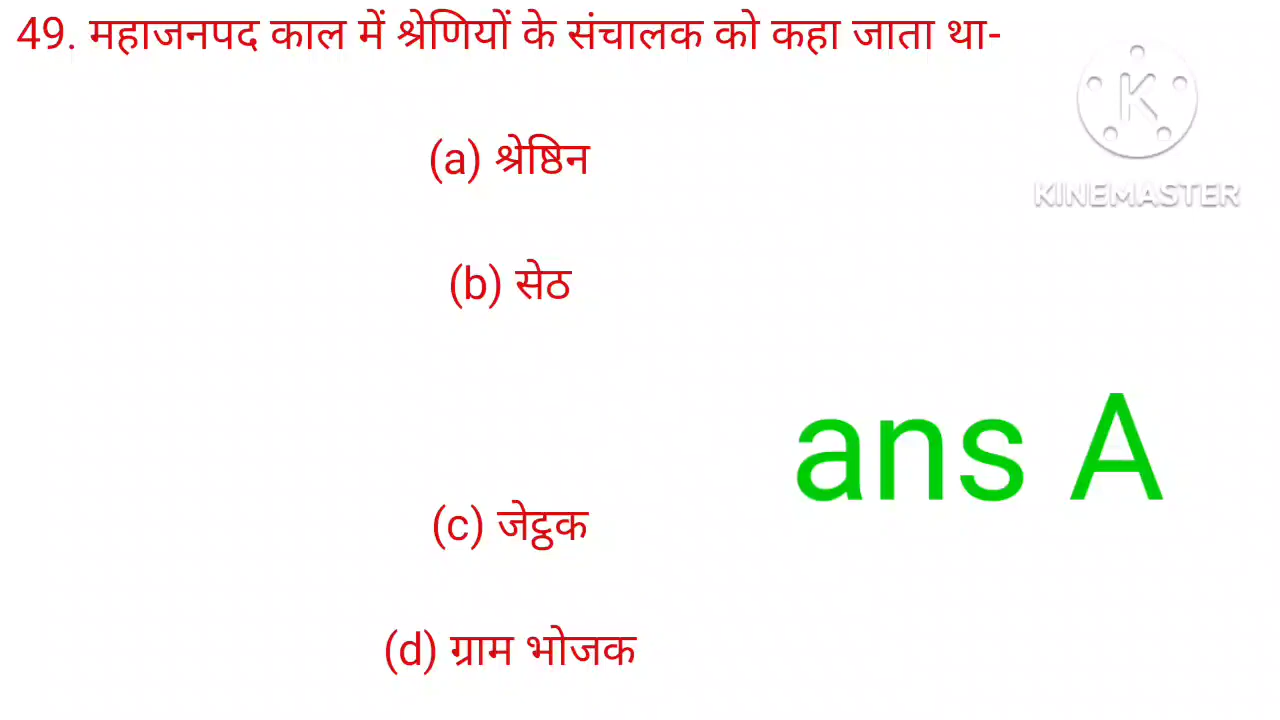 49. महाजनपद काल में श्रेणियों के संचालक को कहा जाता था-
K
KINEMASTER
(a) श्रेष्ठिन
(b) सेठ
ans A
(c) जेट्ठक
(d) ग्राम भोजक